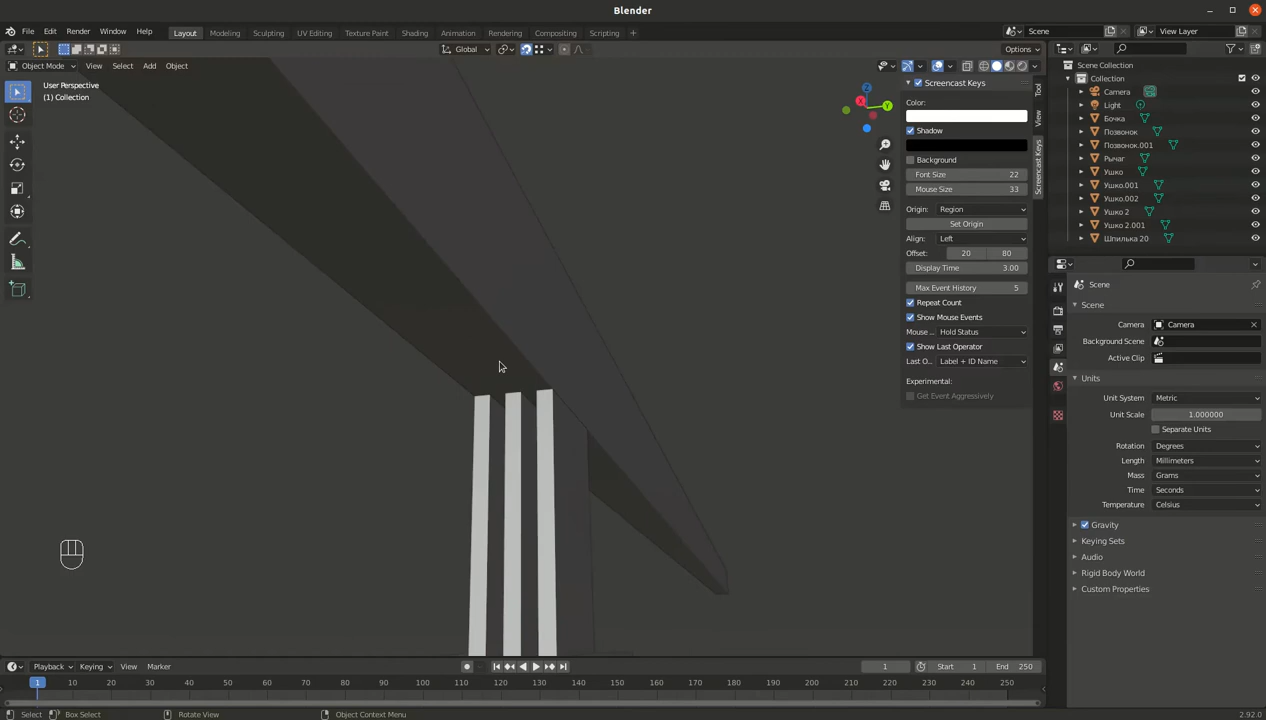 Blender
File Edit Render Window Help
Layout Modeling Sculpting UV Editing Texture Paint Shading Animation Rendering Compositing Scripting +
Scene
View Layer
Global
Options
Object Mode View Select Add Object
User Perspective
(1) Collection
Z
X
Y
Screencast Keys
Color:
Shadow
Background
Font Size 22
Mouse Size 33
Origin: Region
Set Origin
Align: Left
Offset: 20 80
Display Time 3.00
Max Event History 5
Repeat Count
Show Mouse Events
Mouse ... Hold Status
Show Last Operator
Last O... Label + ID Name
Experimental:
Get Event Aggressively
Tool
View
Screencast Keys
Scene Collection
Collection
Camera
Light
Бочка
Позвонок
Позвонок.001
Рычаг
Ушко
Ушко.001
Ушко.002
Ушко 2
Ушко 2.001
Шпилька 20
Scene
Scene
Camera Camera
Background Scene
Active Clip
Units
Unit System Metric
Unit Scale 1.000000
Separate Units
Rotation Degrees
Length Millimeters
Mass Grams
Time Seconds
Temperature Celsius
Gravity
Keying Sets
Audio
Rigid Body World
Custom Properties
Playback Keying View Marker
1
Start 1 End 250
1 10 20 30 40 50 60 70 80 90 100 110 120 130 140 150 160 170 180 190 200 210 220 230 240 250
Select Box Select Rotate View Object Context Menu 2.92.0